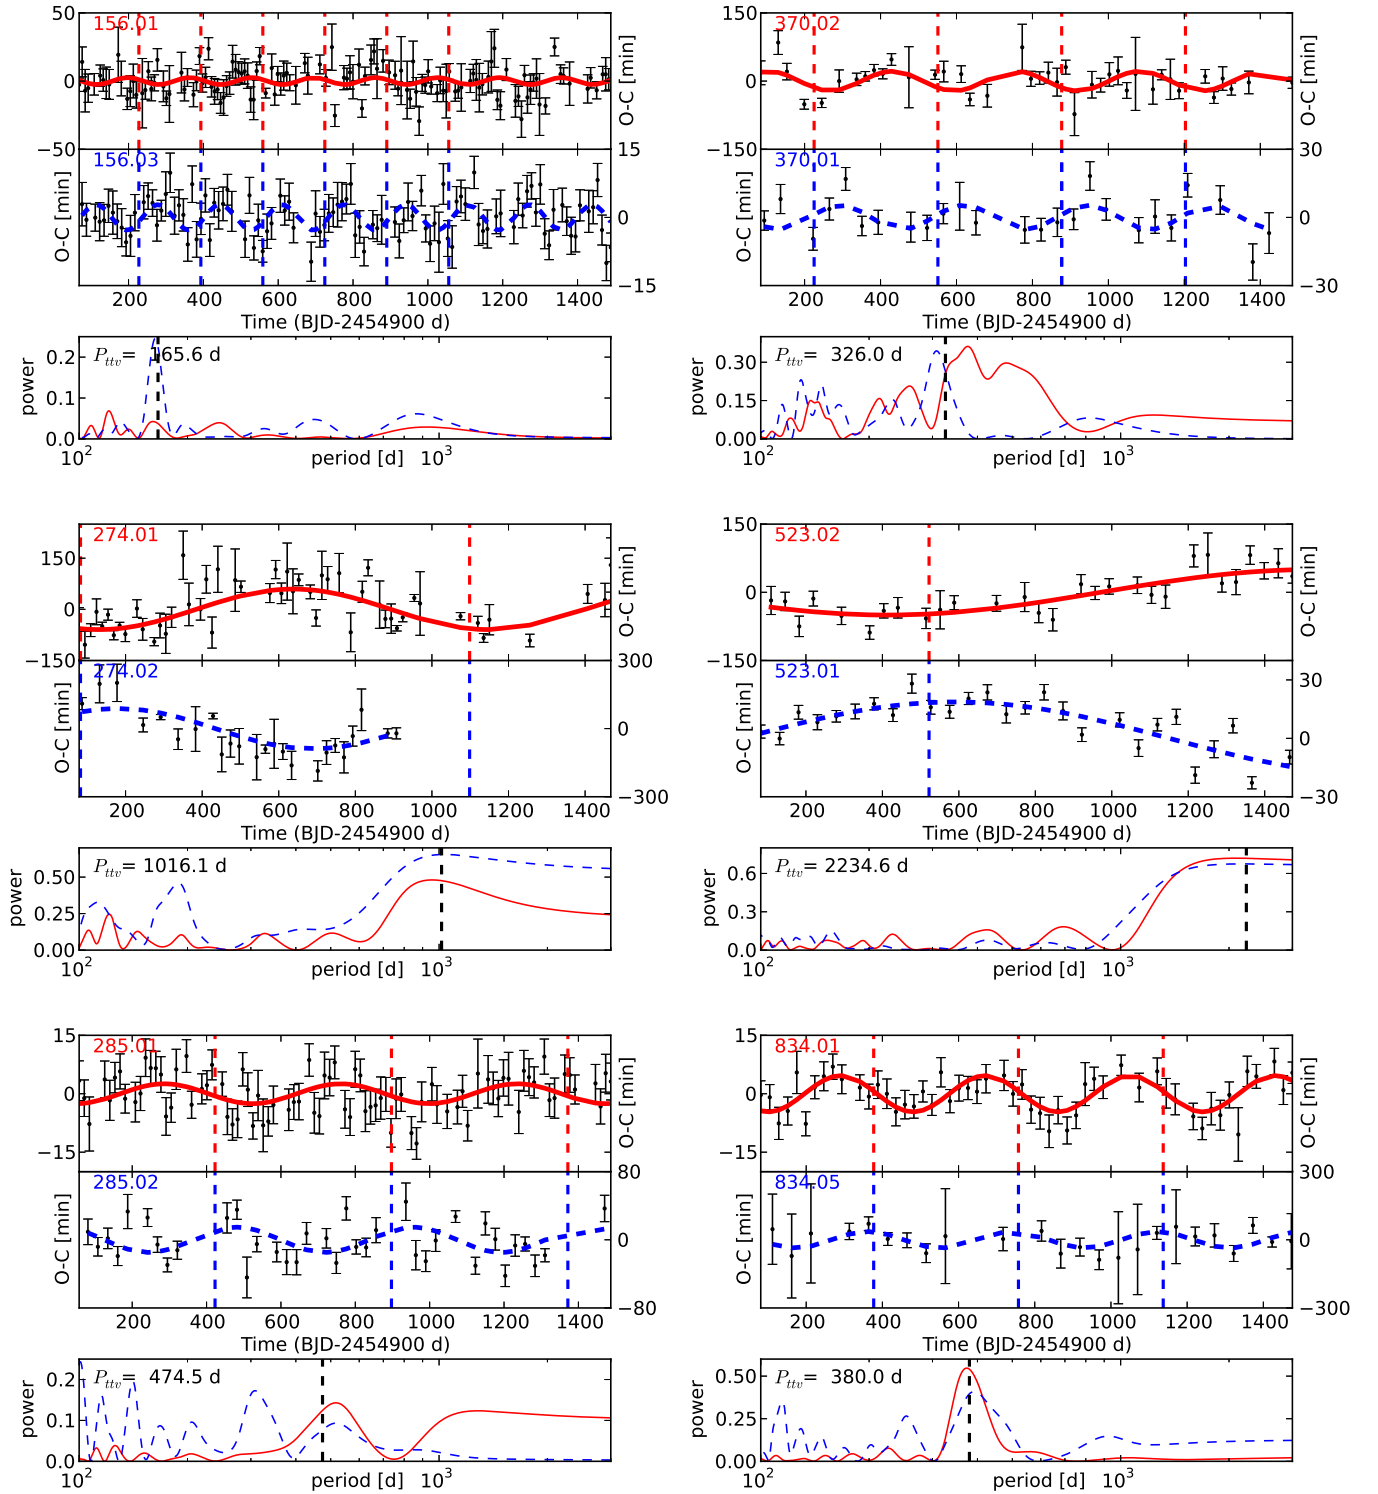 50
156.01
0
O-C [min]
−50
156.03
15
O-C [min]
0
−15
200 400 600 800 1000 1200 1400
Time (BJD-2454900 d)
P_ttv= 165.6 d
0.2
power
0.1
0.0
10^2 period [d] 10^3
150
370.02
0
O-C [min]
−150
370.01
30
O-C [min]
0
−30
200 400 600 800 1000 1200 1400
Time (BJD-2454900 d)
P_ttv= 326.0 d
0.30
power
0.15
0.00
10^2 period [d] 10^3
274.01
150
0
O-C [min]
−150
274.02
300
O-C [min]
0
−300
200 400 600 800 1000 1200 1400
Time (BJD-2454900 d)
P_ttv= 1016.1 d
0.50
power
0.25
0.00
10^2 period [d] 10^3
150
523.02
0
O-C [min]
−150
523.01
30
O-C [min]
0
−30
200 400 600 800 1000 1200 1400
Time (BJD-2454900 d)
P_ttv= 2234.6 d
0.6
power
0.3
0.0
10^2 period [d] 10^3
15
285.01
0
O-C [min]
−15
285.02
80
O-C [min]
0
−80
200 400 600 800 1000 1200 1400
Time (BJD-2454900 d)
P_ttv= 474.5 d
0.2
power
0.1
0.0
10^2 period [d] 10^3
15
834.01
0
O-C [min]
−15
834.05
300
O-C [min]
0
−300
200 400 600 800 1000 1200 1400
Time (BJD-2454900 d)
P_ttv= 380.0 d
0.50
power
0.25
0.00
10^2 period [d] 10^3